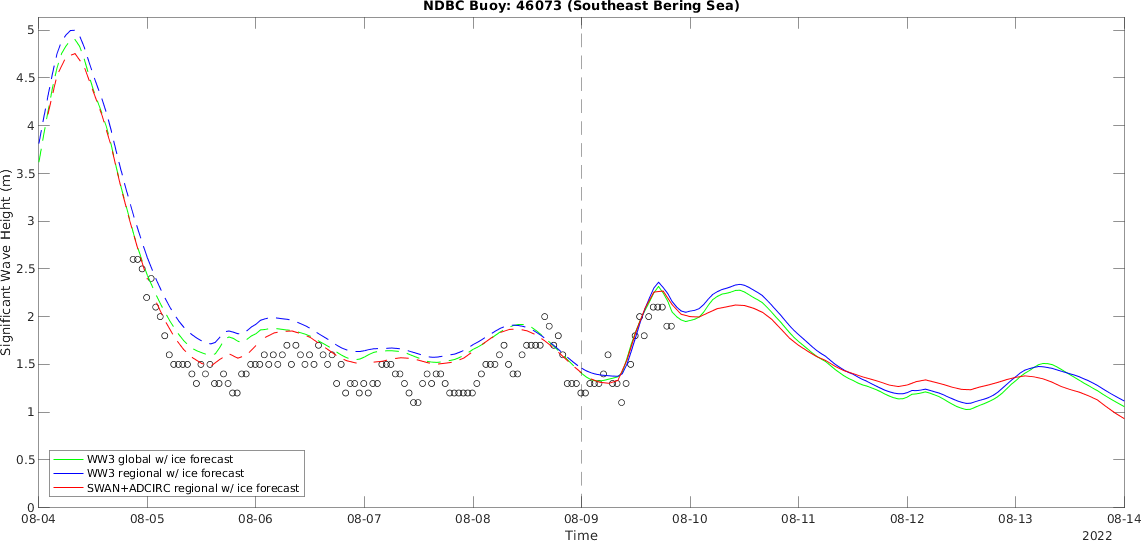 NDBC Buoy: 46073 (Southeast Bering Sea)
Significant Wave Height (m)
5
4.5
4
3.5
3
2.5
2
1.5
1
0.5
0
WW3 global w/ ice forecast
WW3 regional w/ ice forecast
SWAN+ADCIRC regional w/ ice forecast
08-04 08-05 08-06 08-07 08-08 08-09 08-10 08-11 08-12 08-13 08-14
Time
2022